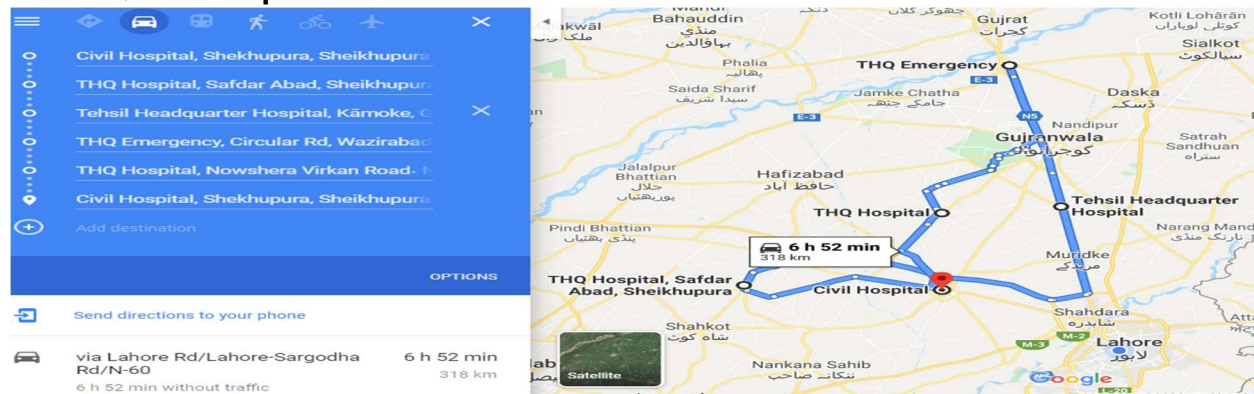 Civil Hospital, Shekhupura, Sheikhupura
THQ Hospital, Safdar Abad, Sheikhupur
Tehsil Headquarter Hospital, Kāmoke, G
THQ Emergency, Circular Rd, Wazirabad
THQ Hospital, Nowshera Virkan Road-
Civil Hospital, Shekhupura, Sheikhupura
Add destination
OPTIONS
Send directions to your phone
via Lahore Rd/Lahore-Sargodha
Rd/N-60
6 h 52 min
318 km
6 h 52 min without traffic
Bahauddin
منڈی
بہاؤالدین
Gujrat
کجرات
Kotli Lohārān
کوٹلی لوہاراں
Sialkot
سیالکوٹ
Phalia
پھالیہ
THQ Emergency
E-3
Saida Sharif
سیدا شریف
Jamke Chatha
جامکے چتھہ
Daska
ڈسکہ
E-3
N5
Nandipur
Gujranwala
کوجرانوالہ
Satrah
Sandhuan
ستراہ
Jalalpur
Bhattian
جلال
پوربھٹیاں
Hafizabad
حافظ آباد
THQ Hospital
Tehsil Headquarter
Hospital
Pindi Bhattian
پنڈی بھٹیاں
Narang Mand
نارنگ منڈی
6 h 52 min
318 km
Muridke
مریدکے
THQ Hospital, Safdar
Abad, Sheikhupura
Civil Hospital
Shahkot
شاہ کوٹ
Shahdara
شاہدرہ
M-3
M-2
Lahore
لاہور
Satellite
Nankana Sahib
ننکانہ صاحب
Google
L-20